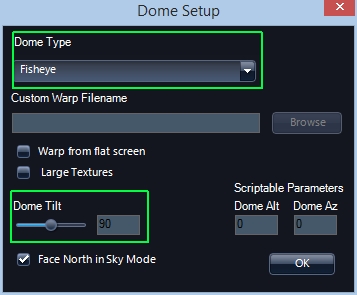 Dome Setup
Dome Type
Fisheye
Custom Warp Filename
Browse
Warp from flat screen
Large Textures
Scriptable Parameters
Dome Tilt
Dome Alt Dome Az
90
0 0
Face North in Sky Mode
OK